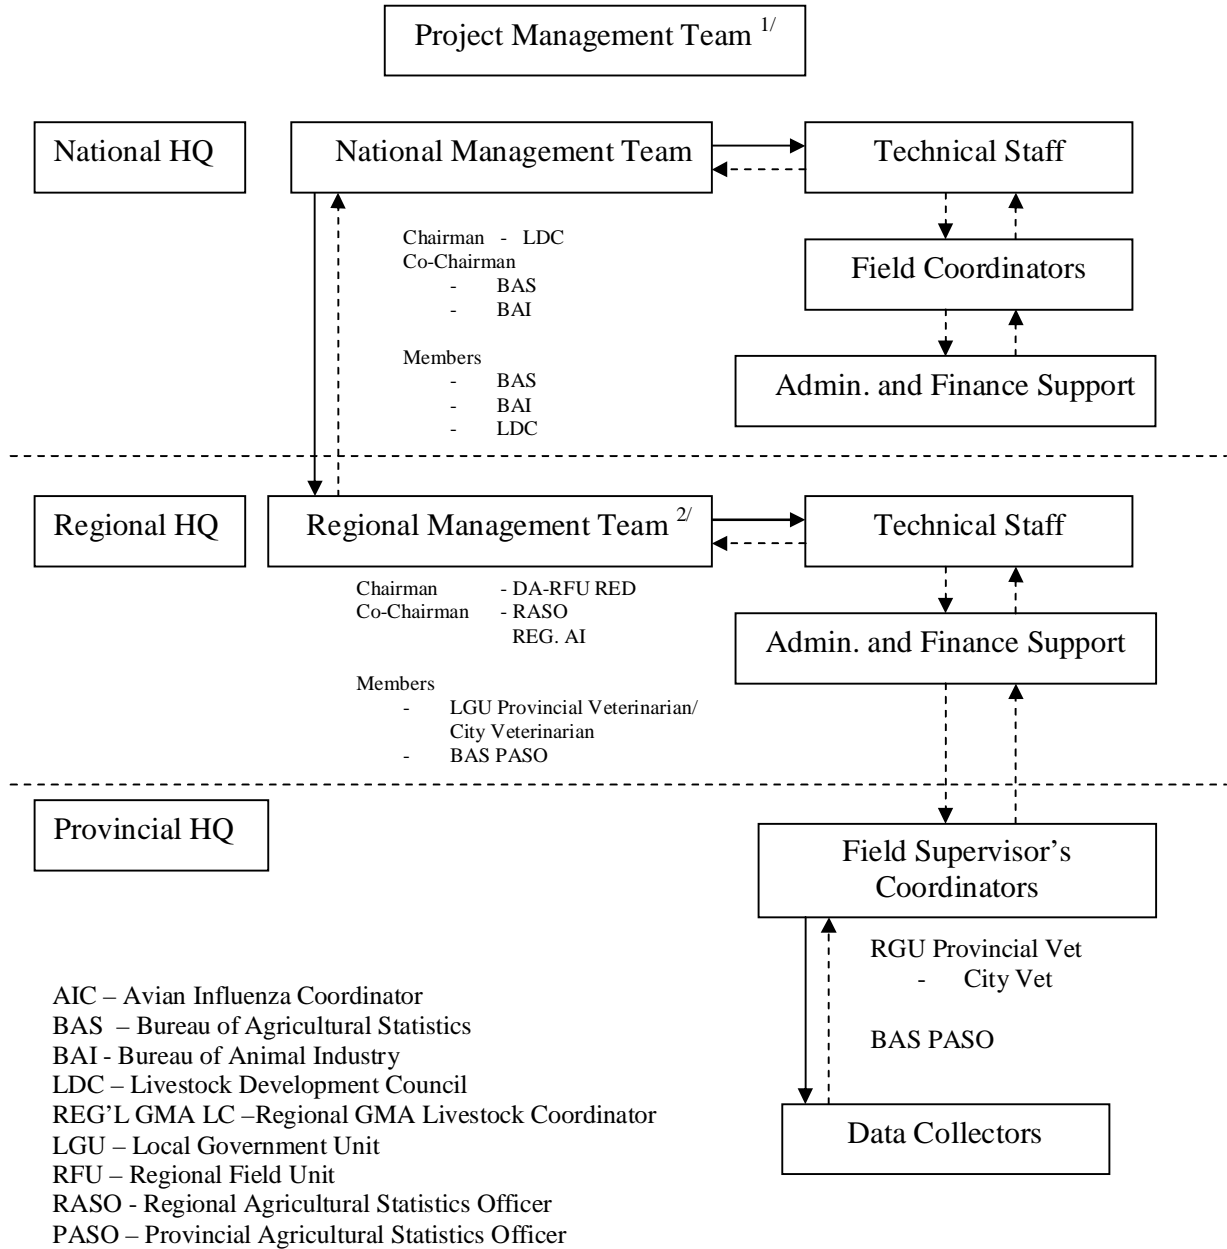 Project Management Team 1/
National HQ
National Management Team
Technical Staff
Chairman - LDC
Co-Chairman
- BAS
- BAI
Members
- BAS
- BAI
- LDC
Field Coordinators
Admin. and Finance Support
Regional HQ
Regional Management Team 2/
Technical Staff
Chairman - DA-RFU RED
Co-Chairman - RASO
REG. AI
Members
- LGU Provincial Veterinarian/
City Veterinarian
- BAS PASO
Admin. and Finance Support
Provincial HQ
Field Supervisor’s
Coordinators
RGU Provincial Vet
- City Vet
BAS PASO
Data Collectors
AIC – Avian Influenza Coordinator
BAS – Bureau of Agricultural Statistics
BAI - Bureau of Animal Industry
LDC – Livestock Development Council
REG’L GMA LC –Regional GMA Livestock Coordinator
LGU – Local Government Unit
RFU – Regional Field Unit
RASO - Regional Agricultural Statistics Officer
PASO – Provincial Agricultural Statistics Officer